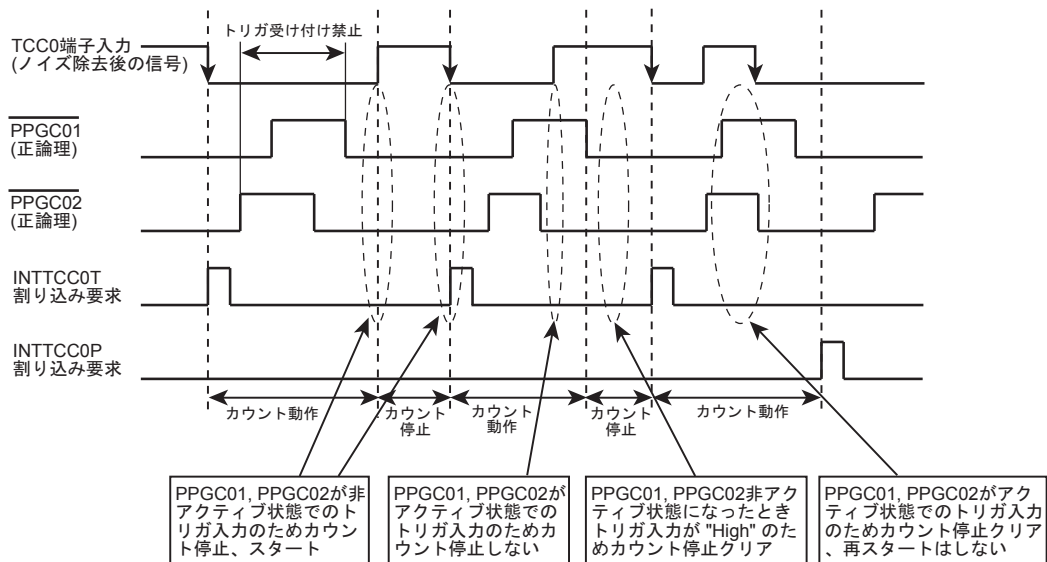 トリガ受け付け禁止
TCC0端子入力
(ノイズ除去後の信号)
PPGC01
(正論理)
PPGC02
(正論理)
INTTCC0T
割り込み要求
INTTCC0P
割り込み要求
カウント動作
カウント
停止
カウント
動作
カウント
停止
カウント動作
PPGC01, PPGC02が非
アクティブ状態でのト
リガ入力のためカウン
ト停止、スタート
PPGC01, PPGC02が
アクティブ状態での
トリガ入力のためカ
ウント停止しない
PPGC01, PPGC02非アク
ティブ状態になったとき
トリガ入力が "High" のた
めカウント停止クリア
PPGC01, PPGC02がアク
ティブ状態でのトリガ入力
のためカウント停止クリア
、再スタートはしない